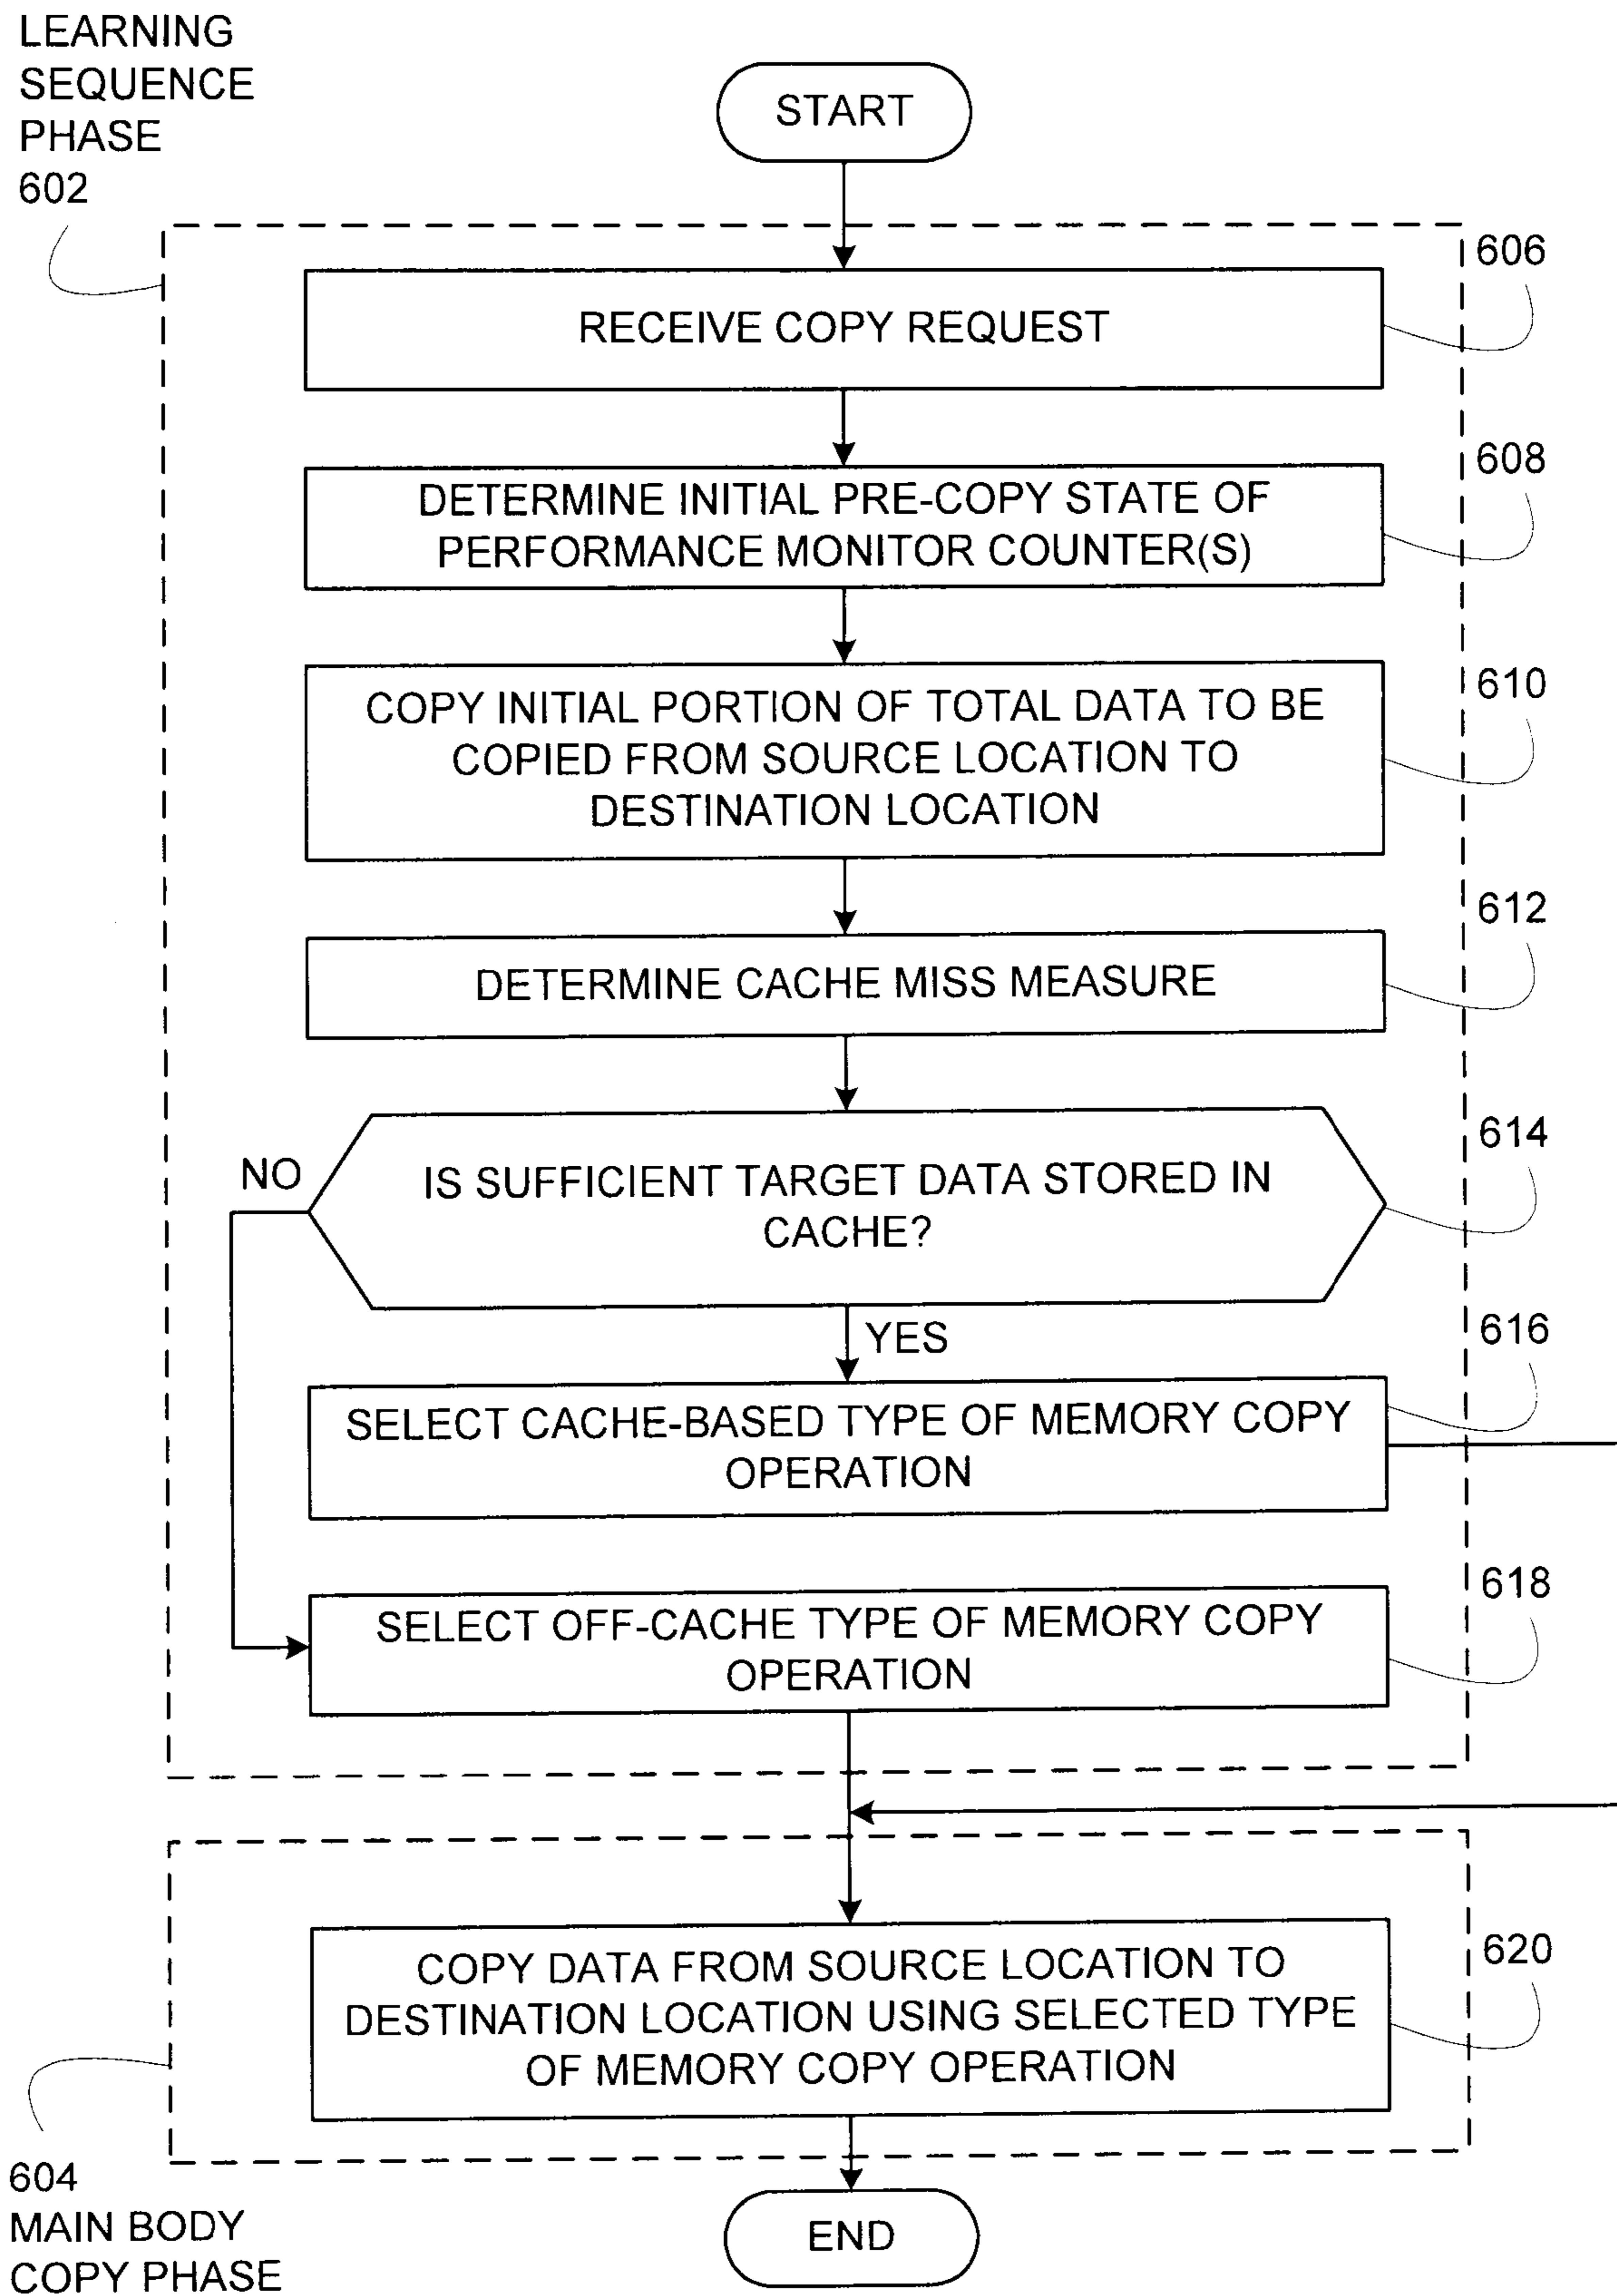 LEARNING
SEQUENCE
PHASE
602
START
606
RECEIVE COPY REQUEST
608
DETERMINE INITIAL PRE-COPY STATE OF
PERFORMANCE MONITOR COUNTER(S)
610
COPY INITIAL PORTION OF TOTAL DATA TO BE
COPIED FROM SOURCE LOCATION TO
DESTINATION LOCATION
612
DETERMINE CACHE MISS MEASURE
614
NO
IS SUFFICIENT TARGET DATA STORED IN
CACHE?
YES
616
SELECT CACHE-BASED TYPE OF MEMORY COPY
OPERATION
618
SELECT OFF-CACHE TYPE OF MEMORY COPY
OPERATION
620
COPY DATA FROM SOURCE LOCATION TO
DESTINATION LOCATION USING SELECTED TYPE
OF MEMORY COPY OPERATION
604
MAIN BODY
COPY PHASE
END